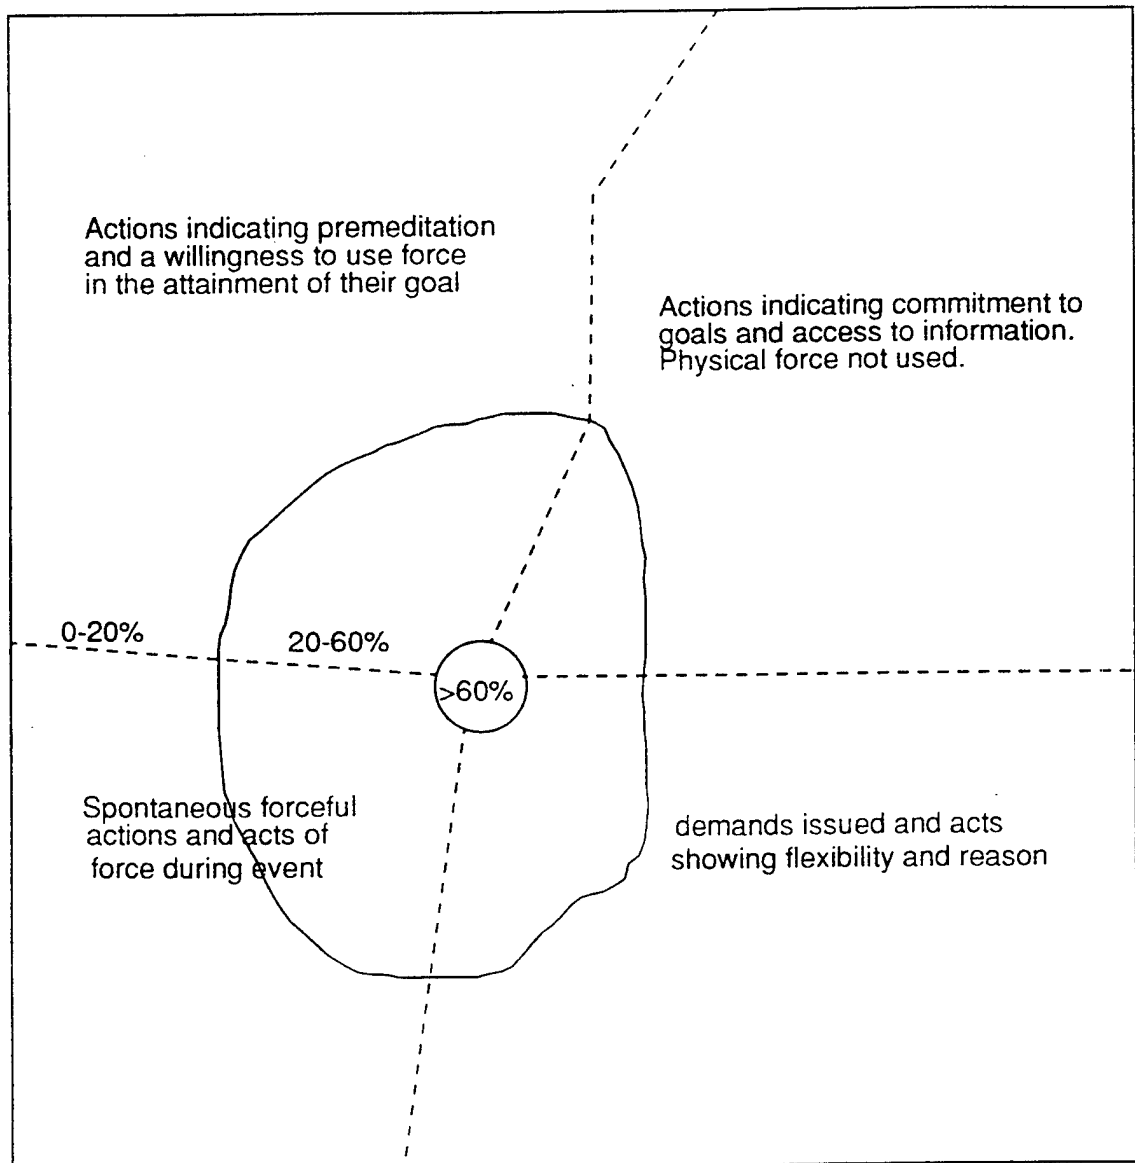 Actions indicating premeditation
and a willingness to use force
in the attainment of their goal
Actions indicating commitment to
goals and access to information.
Physical force not used.
0-20%
20-60%
>60%
Spontaneous forceful
actions and acts of
force during event
demands issued and acts
showing flexibility and reason